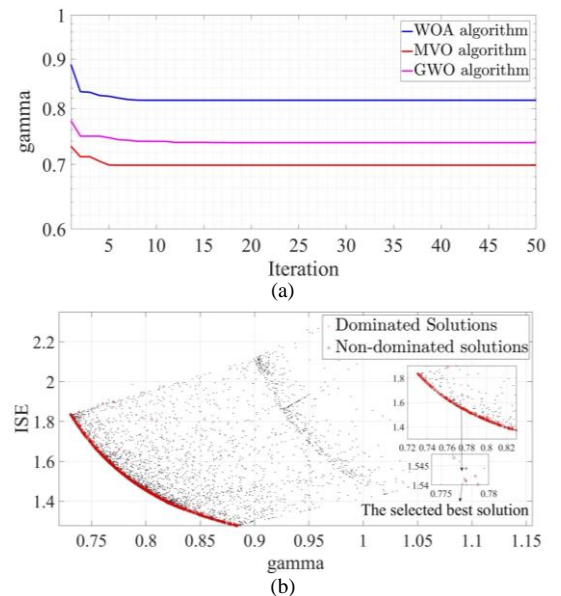 1
0.9
0.8
0.7
0.6
gamma
WOA algorithm
MVO algorithm
GWO algorithm
5 10 15 20 25 30 35 40 45 50
Iteration
(a)
2.2
2
1.8
1.6
1.4
ISE
Dominated Solutions
Non-dominated solutions
1.8
1.6
1.4
0.72 0.74 0.76 0.78 0.8 0.82
1.545
1.54
0.775 0.78
The selected best solution
0.75 0.8 0.85 0.9 0.95 1 1.05 1.1 1.15
gamma
(b)